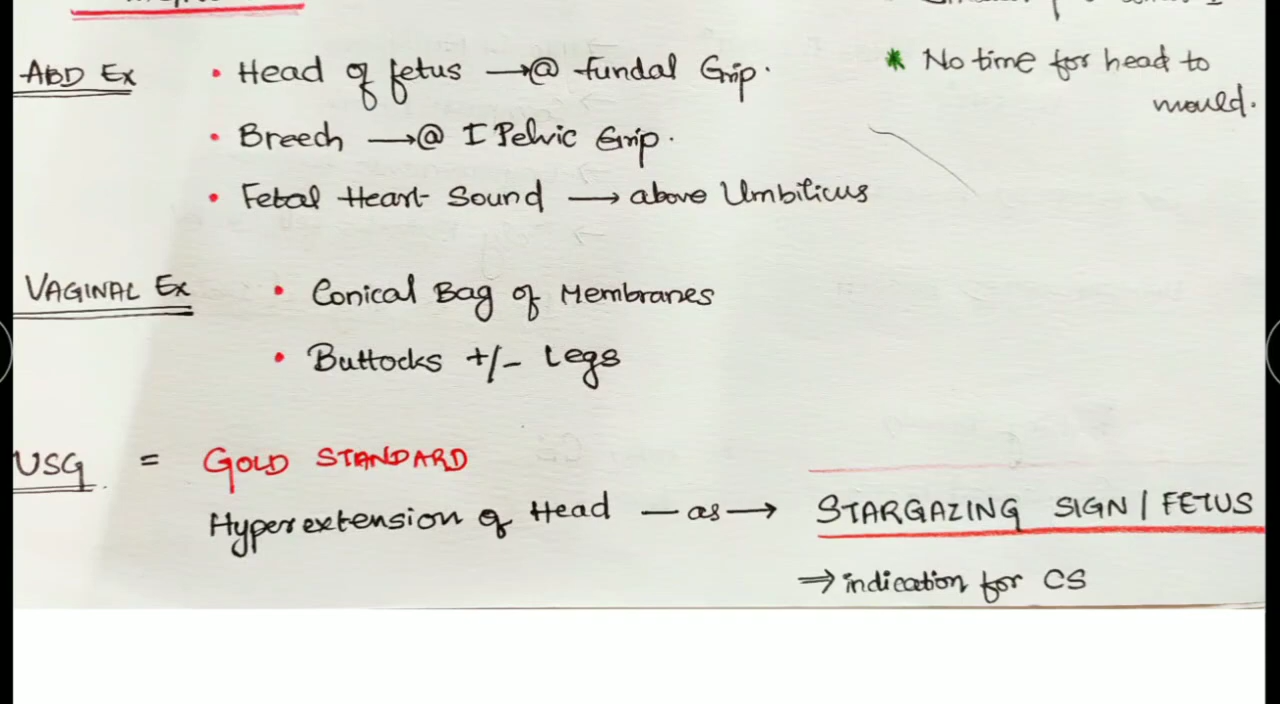 ABD Ex
• Head of fetus → @ fundal Grip.
• Breech → @ I Pelvic Grip.
• Fetal Heart Sound → above Umbilicus
* No time for head to
mould.
VAGINAL Ex
• Conical Bag of Membranes
• Buttocks +/- Legs
USG = GOLD STANDARD
Hyperextension of Head — as → STARGAZING SIGN / FETUS
⇒ indication for CS